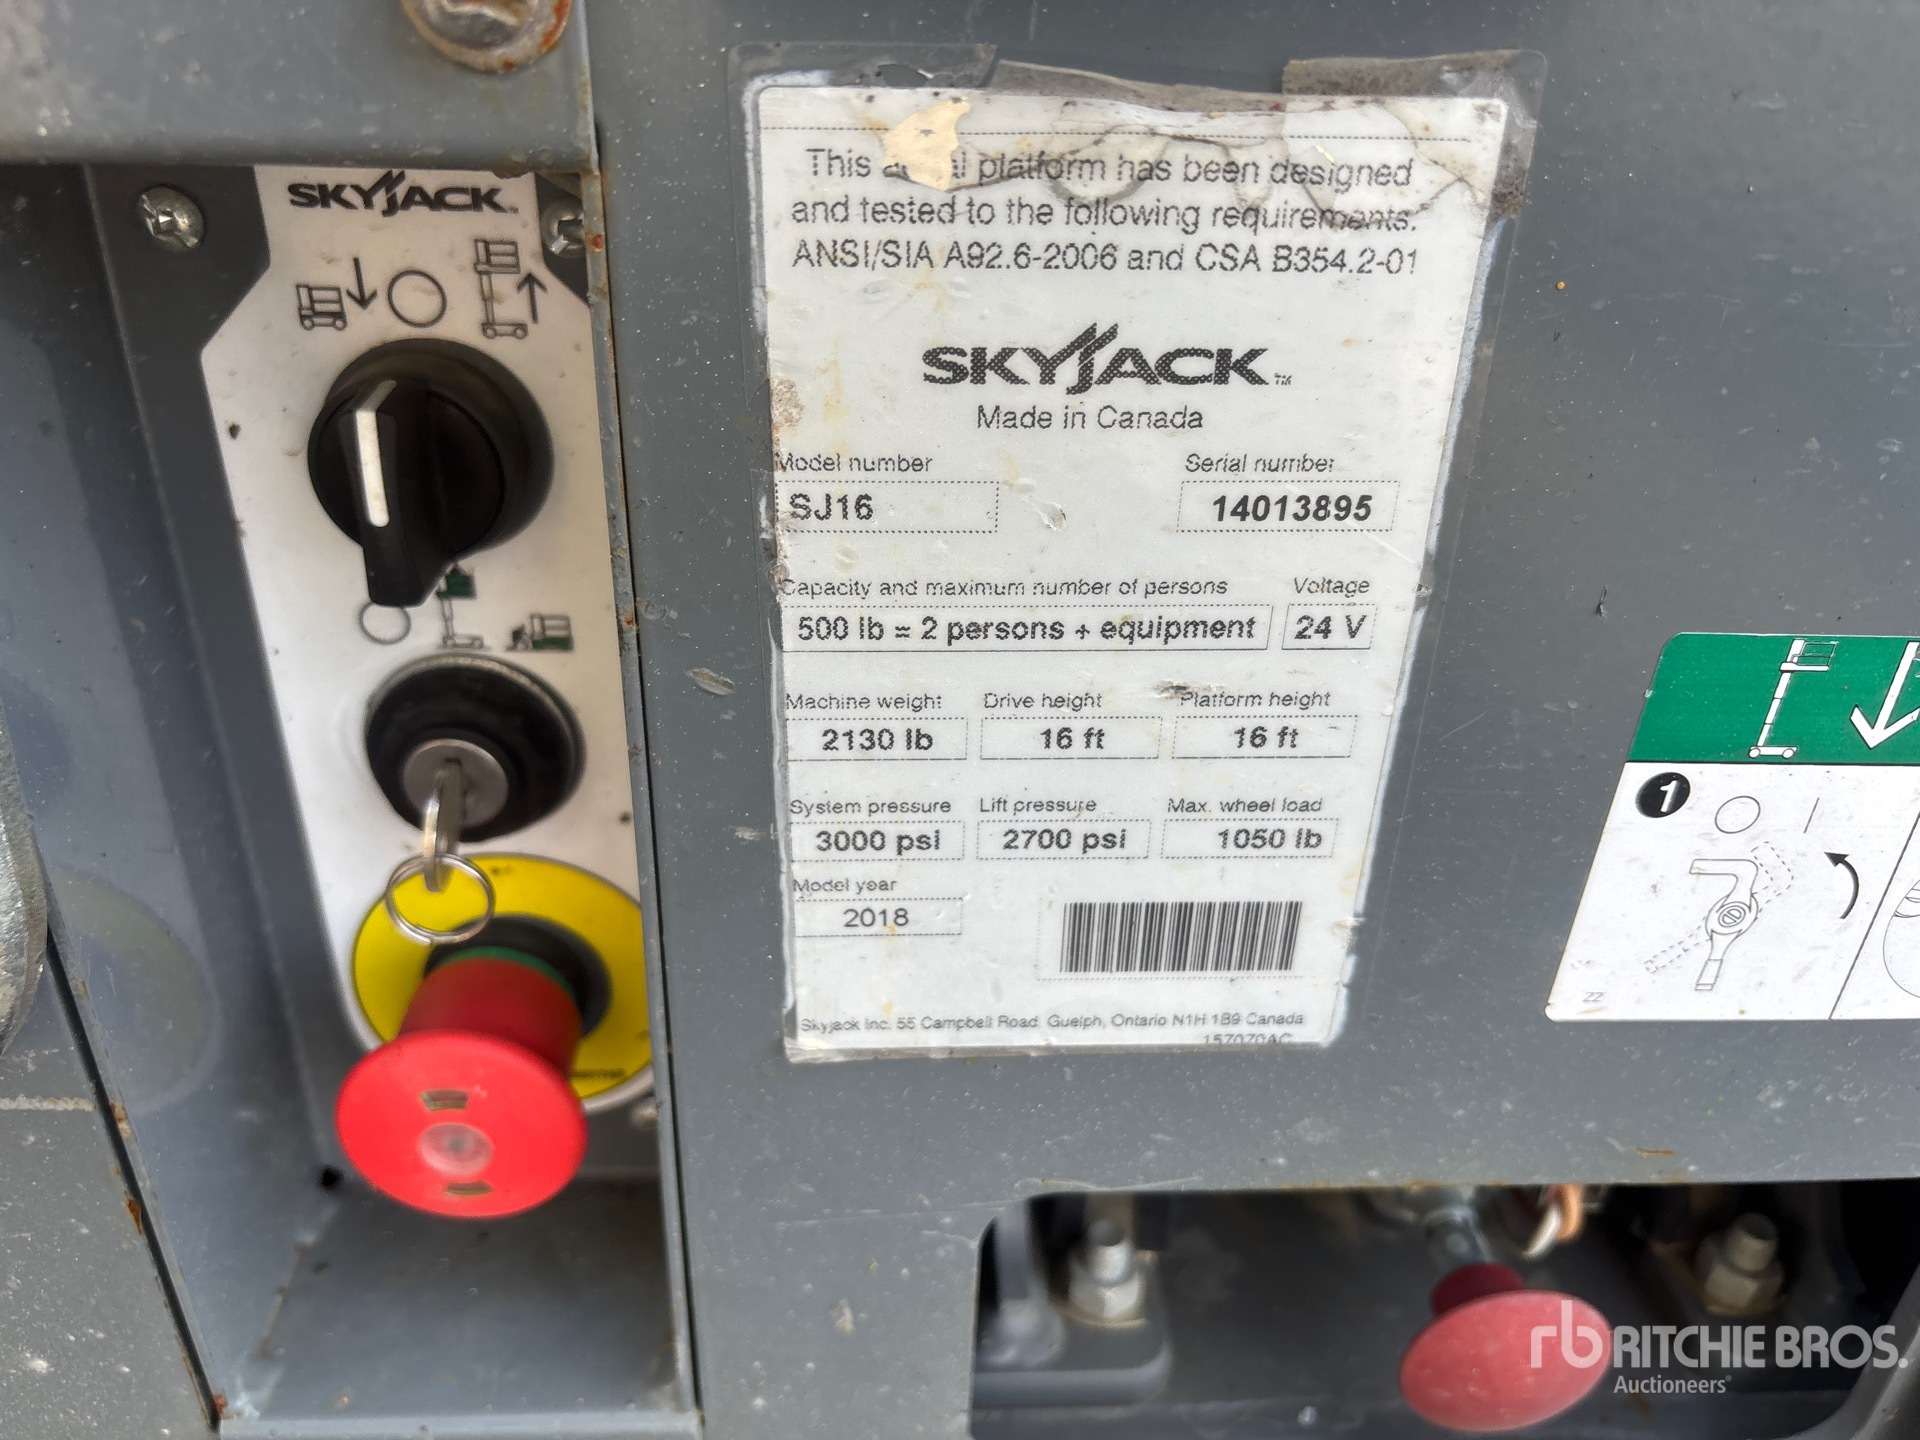 SKYJACK
This platform has been designed
and tested to the following requirements:
ANSI/SIA A92.6-2006 and CSA B354.2-01
SKYJACK™
Made in Canada
Model number Serial number
SJ16 14013895
Capacity and maximum number of persons Voltage
500 lb = 2 persons + equipment 24 V
Machine weight Drive height Platform height
2130 lb 16 ft 16 ft
System pressure Lift pressure Max. wheel load
3000 psi 2700 psi 1050 lb
Model year
2018
Skyjack Inc. 55 Campbell Road, Guelph, Ontario N1H 1B9 Canada
157070AC
1
ZZ
rb RITCHIE BROS.
Auctioneers